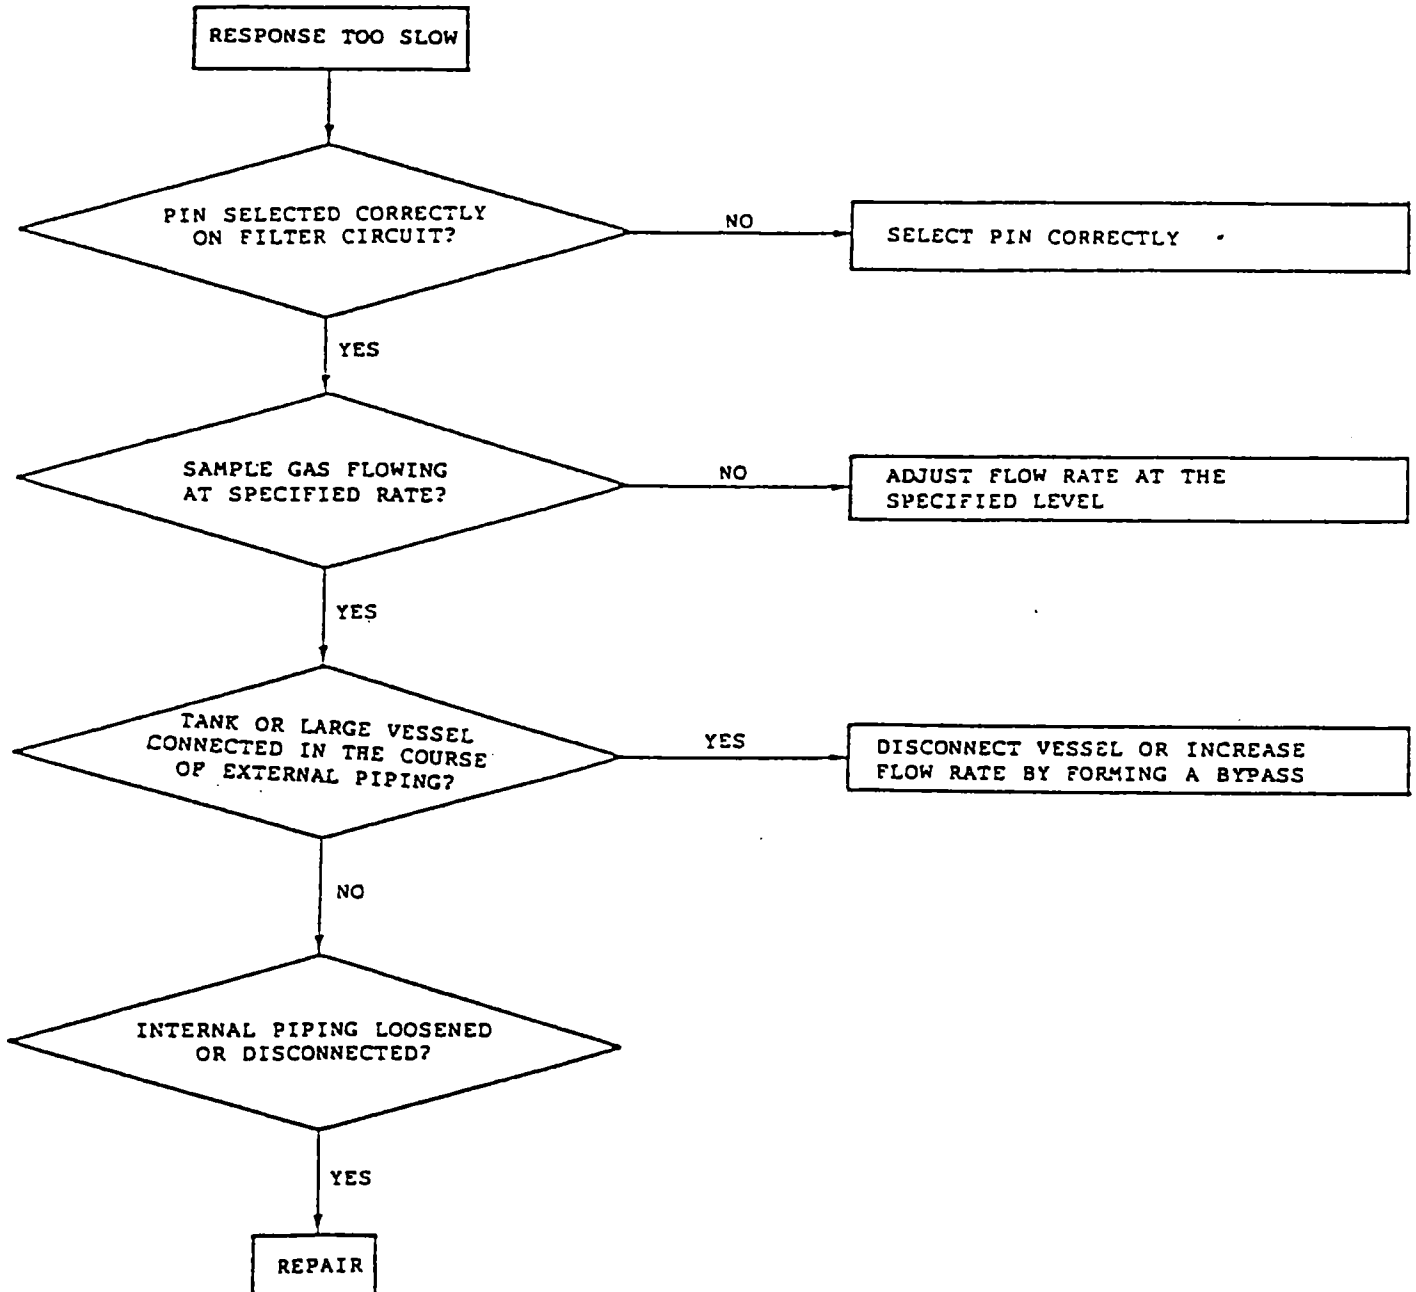 RESPONSE TOO SLOW
PIN SELECTED CORRECTLY
ON FILTER CIRCUIT?
NO
SELECT PIN CORRECTLY
YES
SAMPLE GAS FLOWING
AT SPECIFIED RATE?
NO
ADJUST FLOW RATE AT THE
SPECIFIED LEVEL
YES
TANK OR LARGE VESSEL
CONNECTED IN THE COURSE
OF EXTERNAL PIPING?
YES
DISCONNECT VESSEL OR INCREASE
FLOW RATE BY FORMING A BYPASS
NO
INTERNAL PIPING LOOSENED
OR DISCONNECTED?
YES
REPAIR